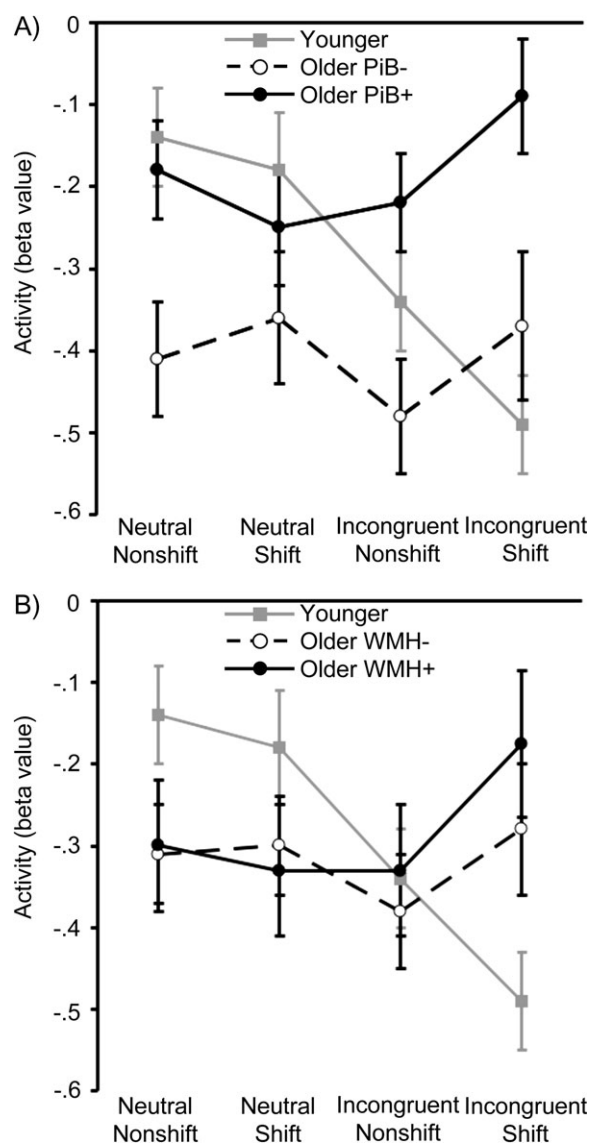 A)
Younger
Older PiB-
Older PiB+
Activity (beta value)
0
-.1
-.2
-.3
-.4
-.5
-.6
Neutral Nonshift
Neutral Shift
Incongruent Nonshift
Incongruent Shift
B)
Younger
Older WMH-
Older WMH+
Activity (beta value)
0
-.1
-.2
-.3
-.4
-.5
-.6
Neutral Nonshift
Neutral Shift
Incongruent Nonshift
Incongruent Shift